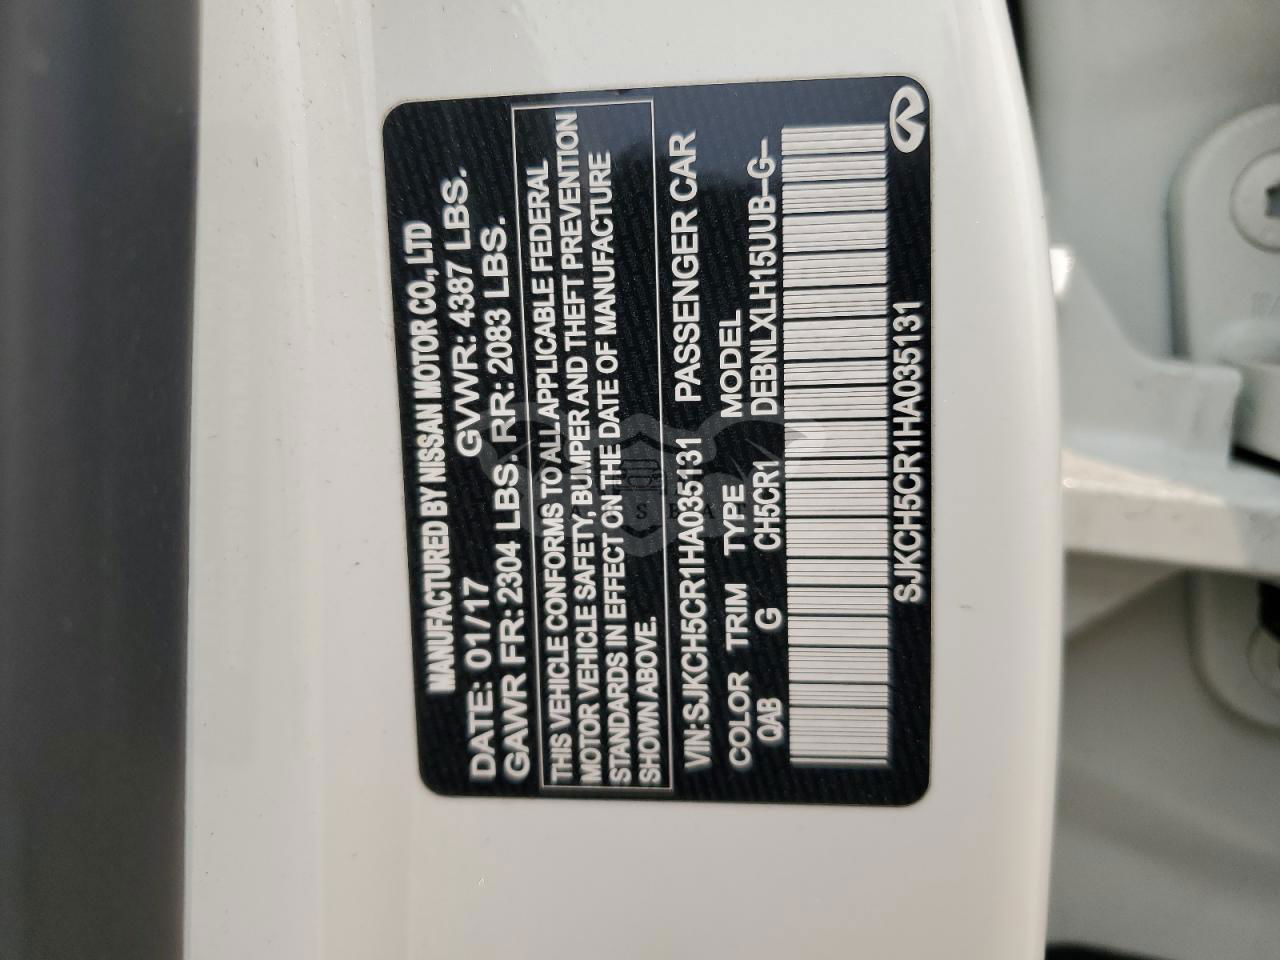 MANUFACTURED BY NISSAN MOTOR CO., LTD
DATE: 01/17 GVWR: 4387 LBS.
GAWR FR: 2304 LBS. RR: 2083 LBS.
THIS VEHICLE CONFORMS TO ALL APPLICABLE FEDERAL
MOTOR VEHICLE SAFETY, BUMPER AND THEFT PREVENTION
STANDARDS IN EFFECT ON THE DATE OF MANUFACTURE
SHOWN ABOVE.
VIN: SJKCH5CR1HA035131 PASSENGER CAR
COLOR TRIM TYPE MODEL
QAB G CH5CR1 DEBNLXLH15UUB-G-
SJKCH5CR1HA035131